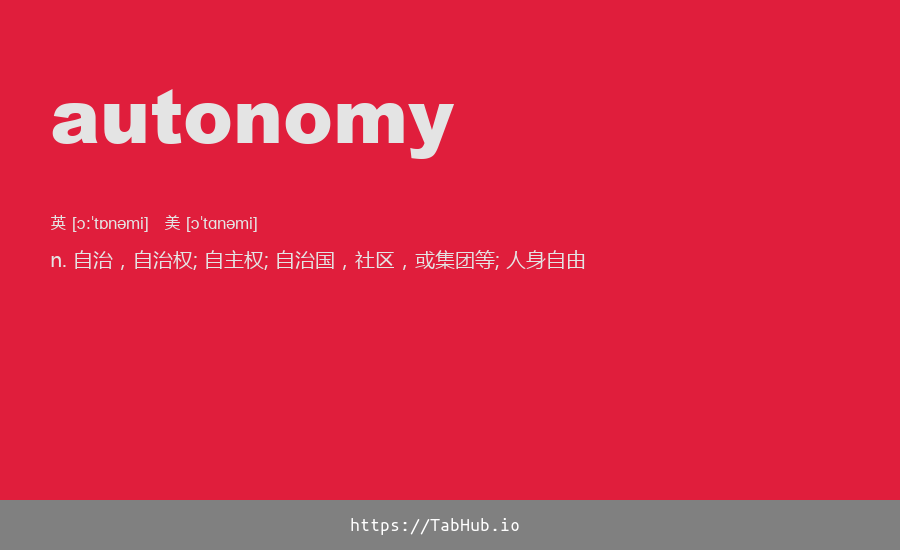 autonomy
英 [ɔː'tɒnəmi] 美 [ɔ'tɑnəmi]
n. 自治，自治权; 自主权; 自治国，社区，或集团等; 人身自由
https://TabHub.io